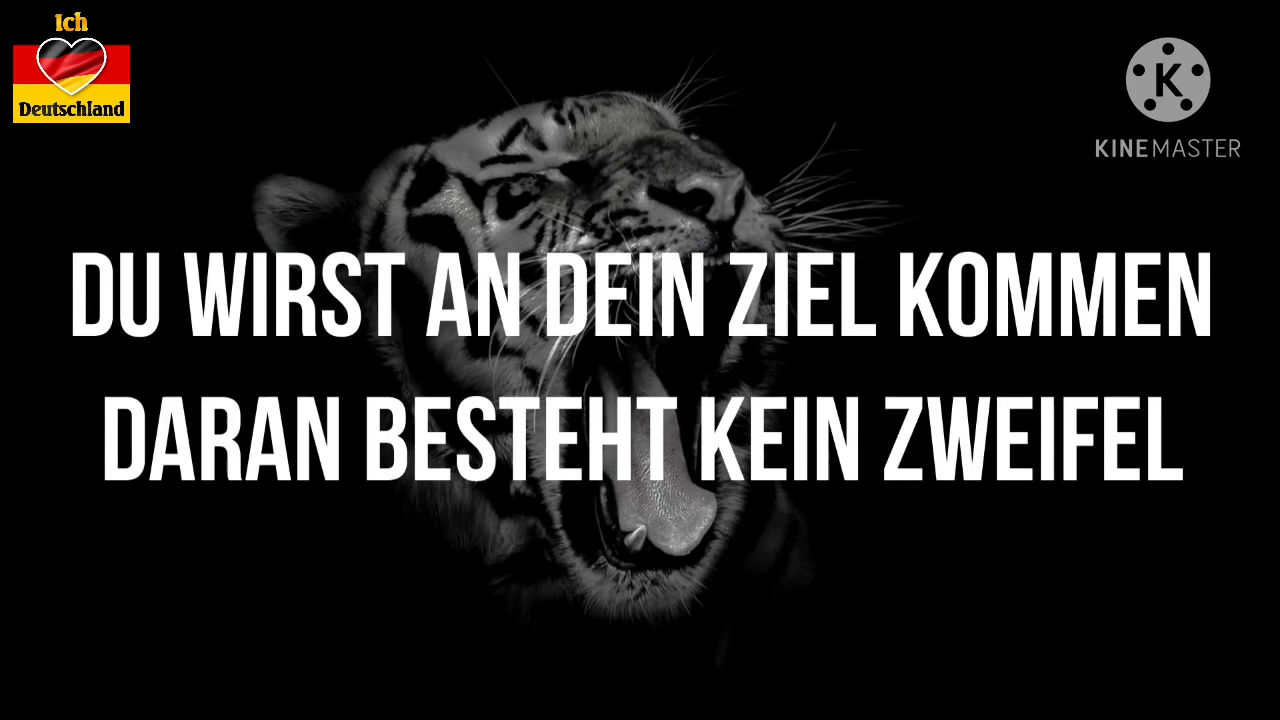 Ich
Deutschland
K
KINEMASTER
DU WIRST AN DEIN ZIEL KOMMEN
DARAN BESTEHT KEIN ZWEIFEL